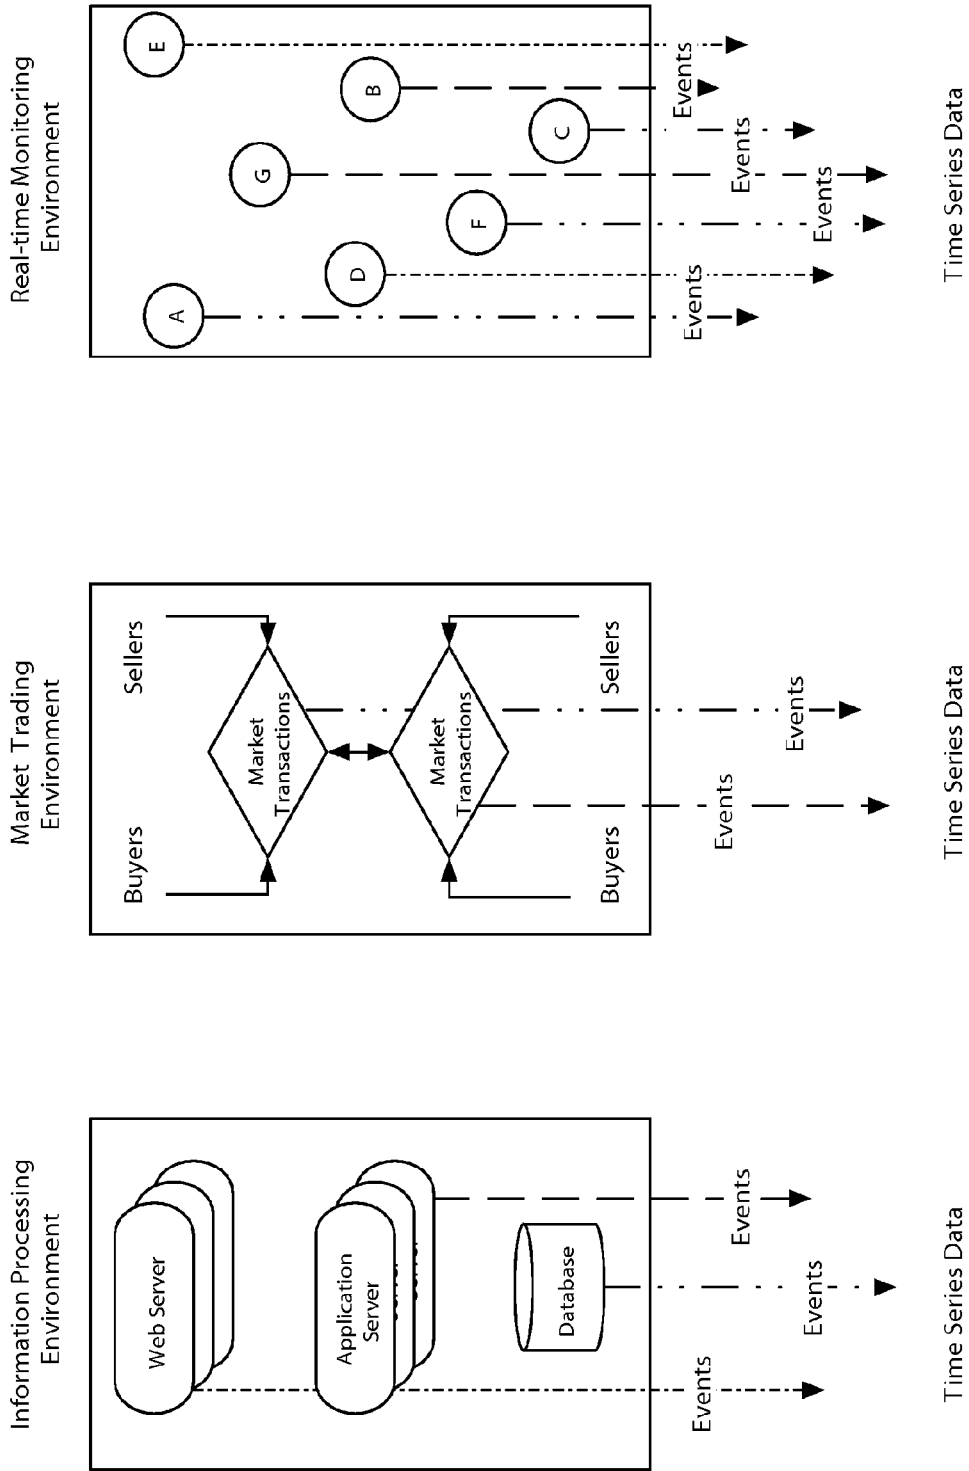 Information Processing
Environment
Web Server
Application
Server
Server
Server
Database
Events
Events
Events
Time Series Data
Market Trading
Environment
Buyers
Sellers
Market
Transactions
Market
Transactions
Buyers
Sellers
Events
Events
Time Series Data
Real-time Monitoring
Environment
A
D
F
G
C
B
E
Events
Events
Events
Events
Time Series Data